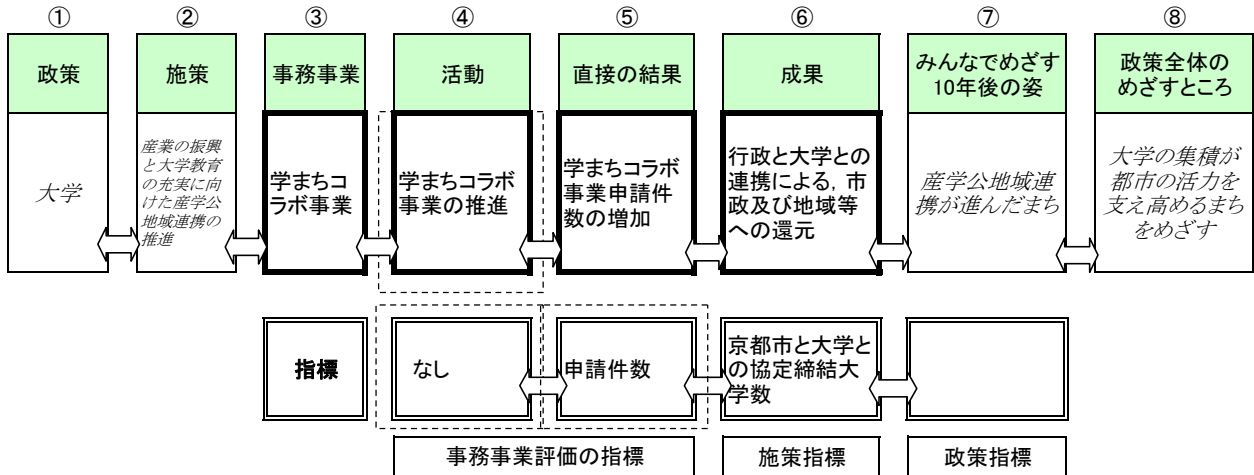 ①
②
③
④
⑤
⑥
⑦
⑧
政策
施策
事務事業
活動
直接の結果
成果
みんなでめざす
10年後の姿
政策全体の
めざすところ
大学
産業の振興
と大学教育
の充実に向
けた産学公
地域連携の
推進
学まちコ
ラボ事業
学まちコラボ
事業の推進
学まちコラボ
事業申請件
数の増加
行政と大学との
連携による,市
政及び地域等
への還元
産学公地域連
携が進んだまち
大学の集積が
都市の活力を
支え高めるまち
をめざす
指標
なし
申請件数
京都市と大学と
の協定締結大
学数
事務事業評価の指標
施策指標
政策指標